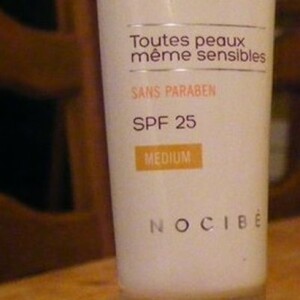 Toutes peaux
même sensibles
SANS PARABEN
SPF 25
MEDIUM
NOCIBÉ